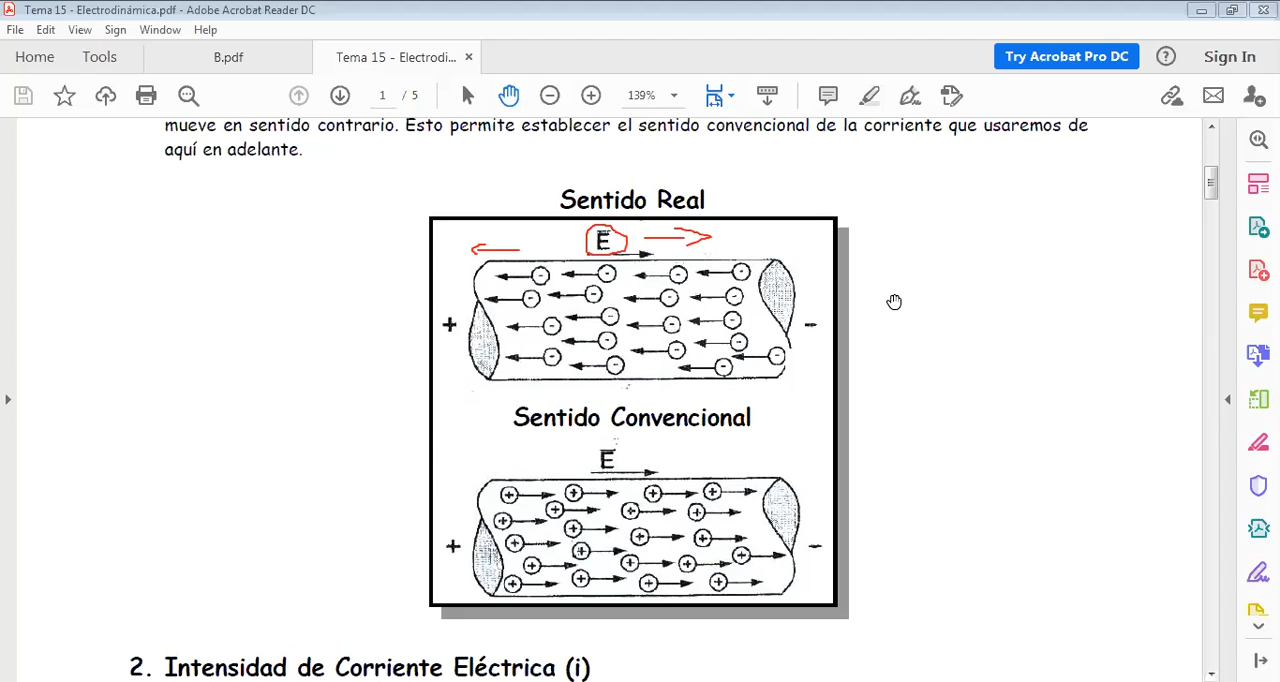 Tema 15 - Electrodinámica.pdf - Adobe Acrobat Reader DC
File Edit View Sign Window Help
Home Tools B.pdf Tema 15 - Electrodi... × Try Acrobat Pro DC ? Sign In
1 / 5 139%
mueve en sentido contrario. Esto permite establecer el sentido convencional de la corriente que usaremos de
aquí en adelante.
Sentido Real
E
+ -
Sentido Convencional
E
+ -
2. Intensidad de Corriente Eléctrica (i)